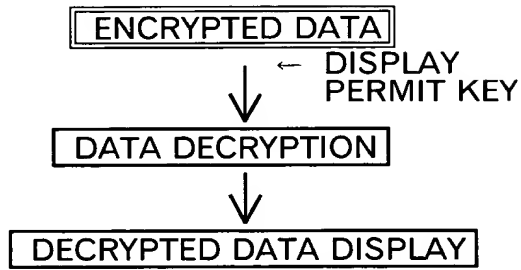 ENCRYPTED DATA
← DISPLAY
PERMIT KEY
DATA DECRYPTION
DECRYPTED DATA DISPLAY